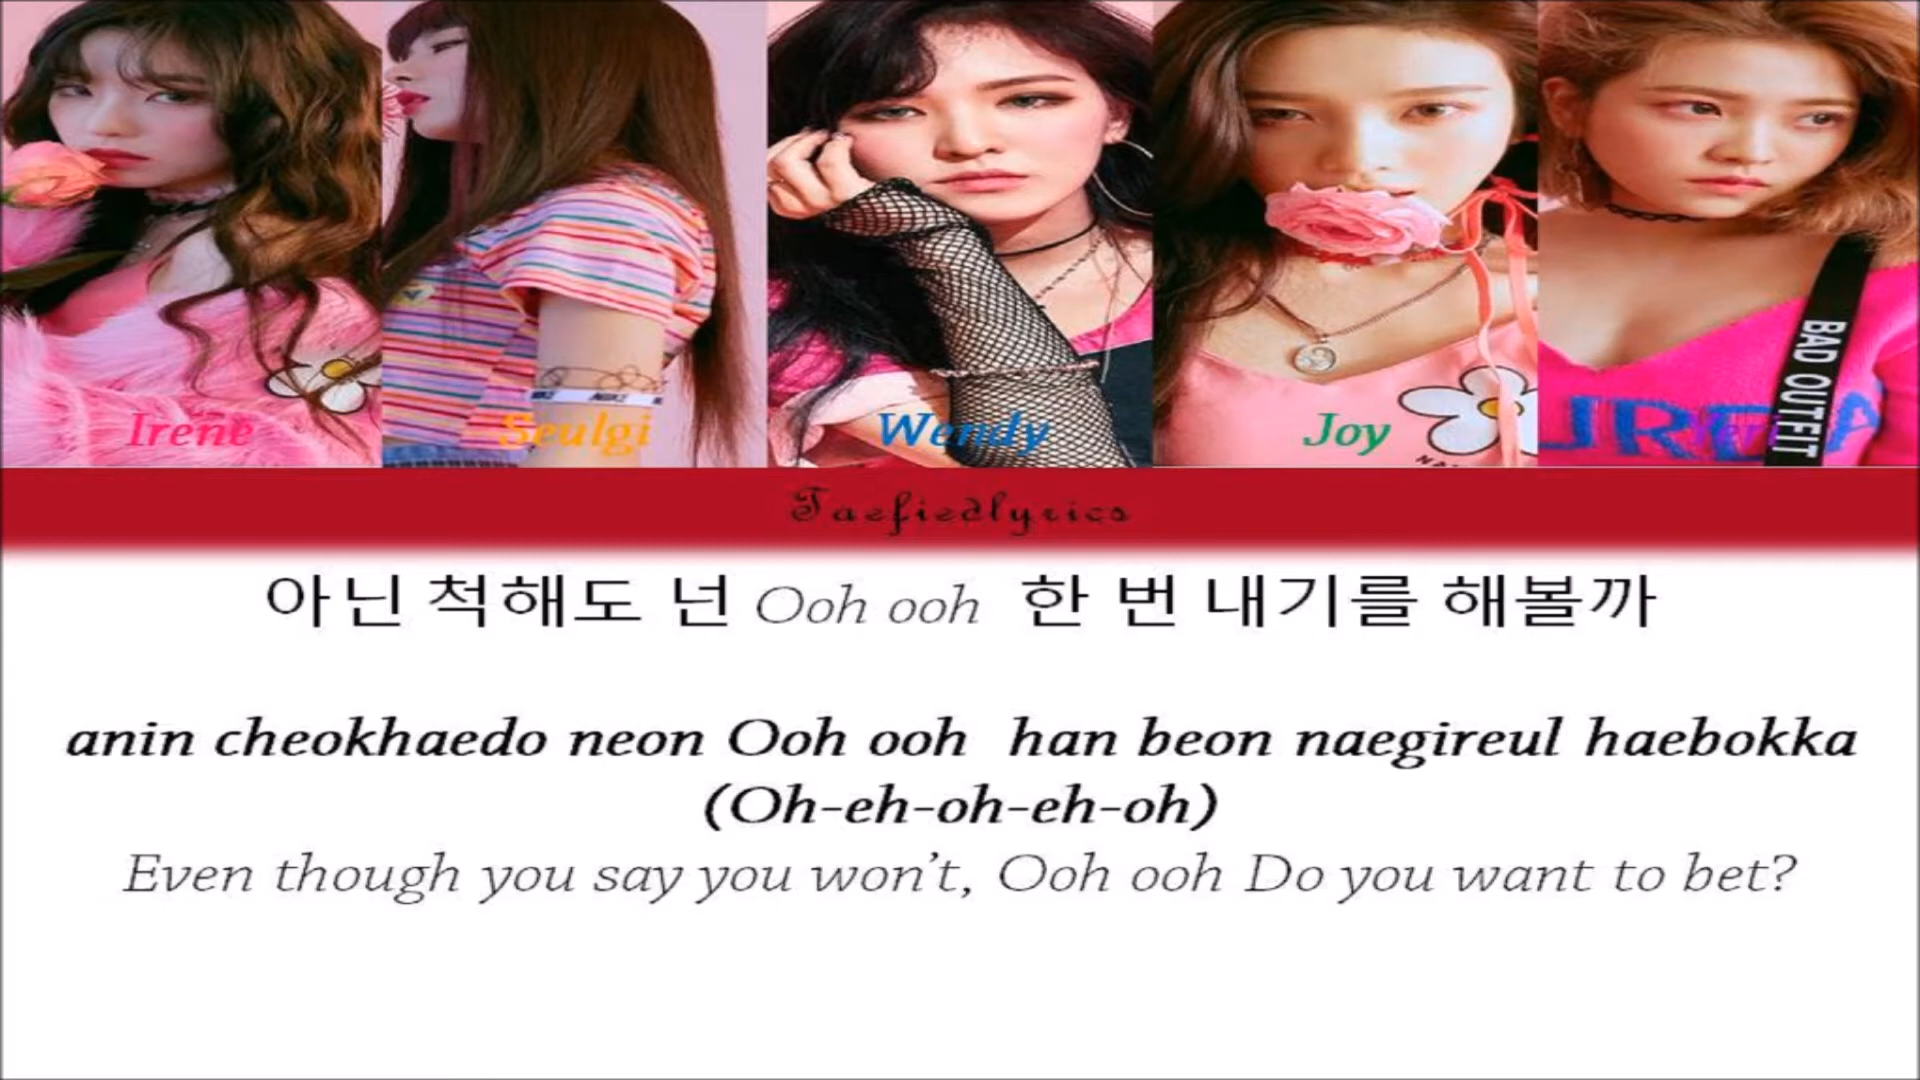 Irene
Seulgi
Wendy
Joy
BAD OUTFIT
Taefiedlyrics
아닌 척해도 넌 Ooh ooh 한 번 내기를 해볼까
anin cheokhaedo neon Ooh ooh han beon naegireul haebokka
(Oh-eh-oh-eh-oh)
Even though you say you won’t, Ooh ooh Do you want to bet?